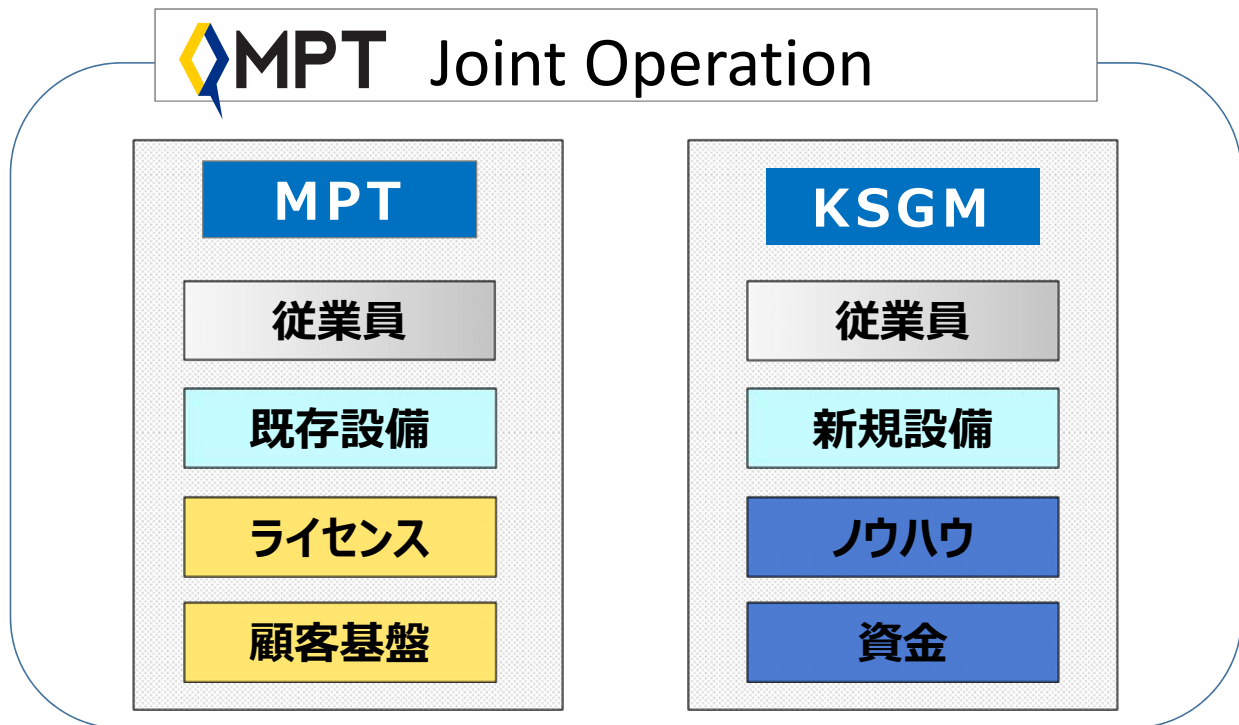 MPT Joint Operation
MPT
従業員
既存設備
ライセンス
顧客基盤
KSGM
従業員
新規設備
ノウハウ
資金